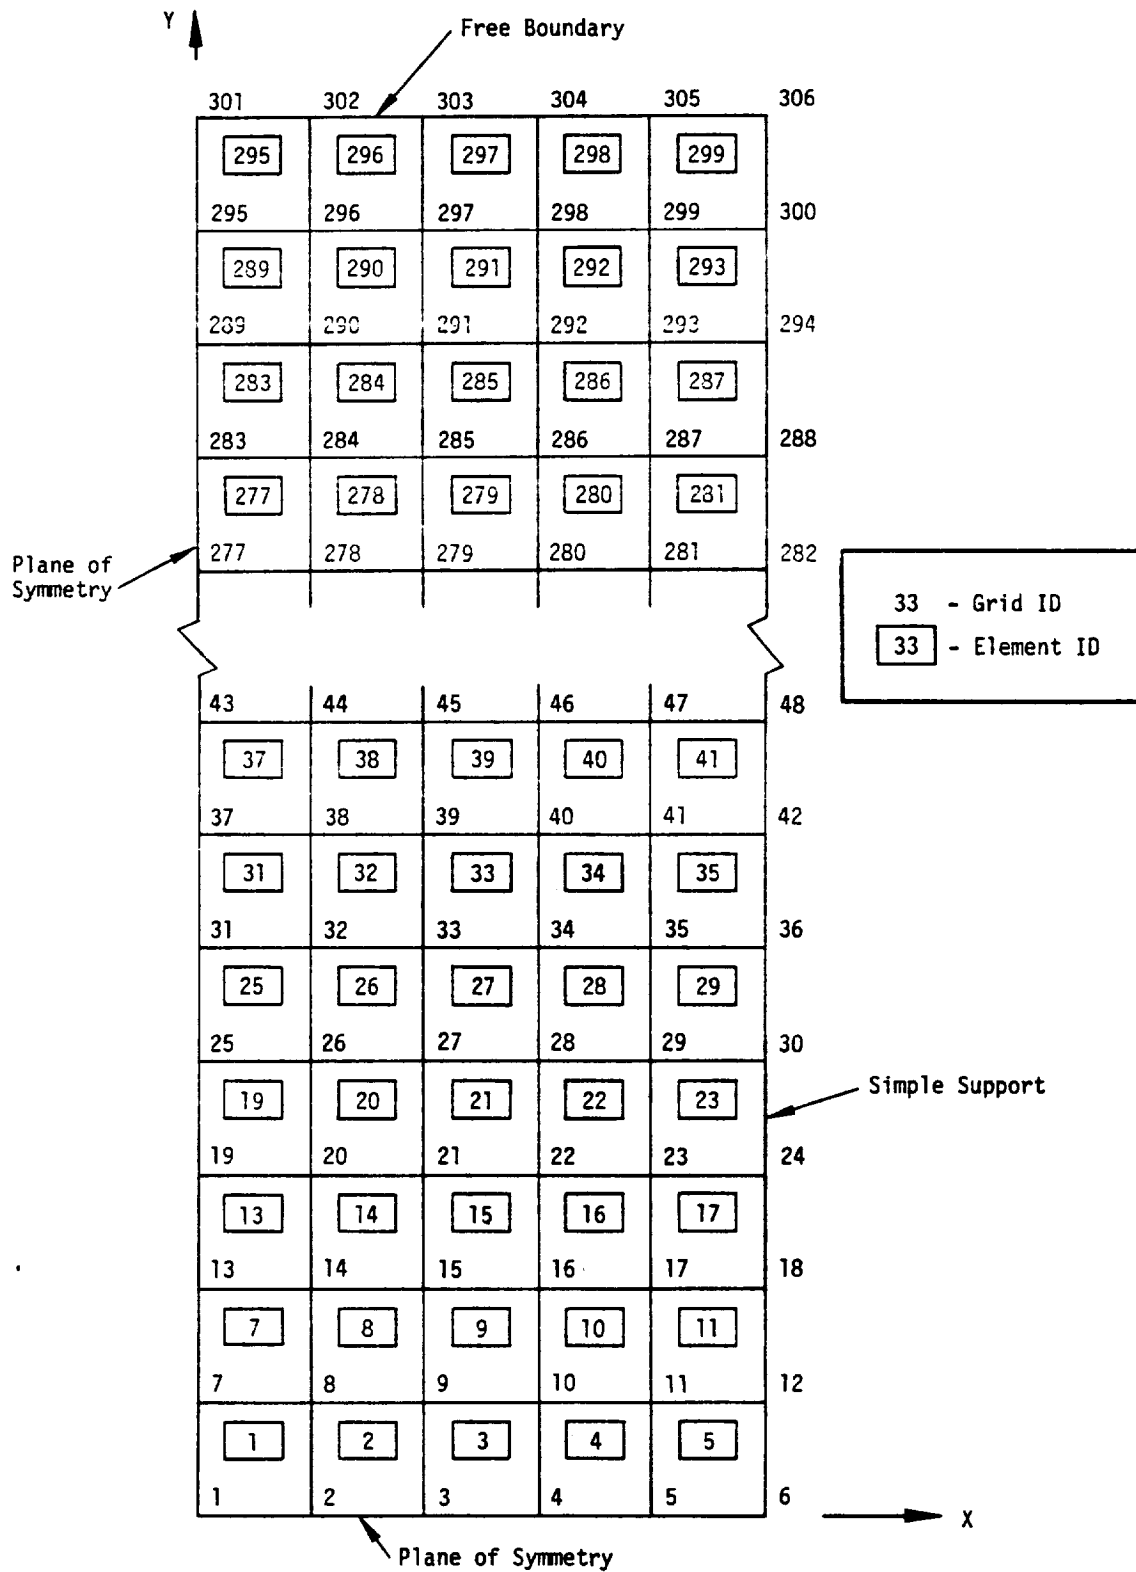 Y
Free Boundary
301 302 303 304 305 306
295 296 297 298 299
295 296 297 298 299 300
289 290 291 292 293
289 290 291 292 293 294
283 284 285 286 287
283 284 285 286 287 288
277 278 279 280 281
277 278 279 280 281 282
Plane of
Symmetry
33 - Grid ID
33 - Element ID
43 44 45 46 47 48
37 38 39 40 41
37 38 39 40 41 42
31 32 33 34 35
31 32 33 34 35 36
25 26 27 28 29
25 26 27 28 29 30
19 20 21 22 23
Simple Support
19 20 21 22 23 24
13 14 15 16 17
13 14 15 16 17 18
7 8 9 10 11
7 8 9 10 11 12
1 2 3 4 5
1 2 3 4 5 6
X
Plane of Symmetry